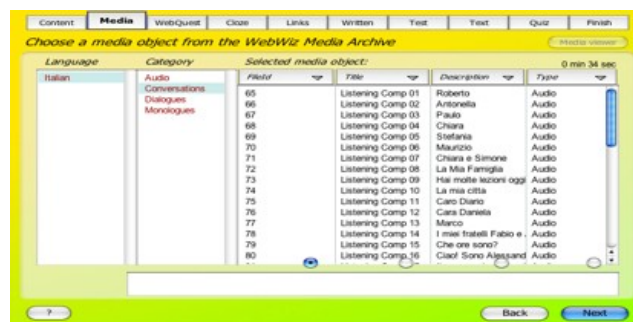 Content Media WebQuest Cloze Links Written Test Text Quiz Finish
Choose a media object from the WebWiz Media Archive Media viewer
Language Category Selected media object: 0 min 34 sec
Italian
Audio
Conversations
Dialogues
Monologues
FileId Title Description Type
65 Listening Comp 01 Roberto Audio
66 Listening Comp 02 Antonella Audio
67 Listening Comp 03 Paulo Audio
68 Listening Comp 04 Chiara Audio
69 Listening Comp 05 Stefania Audio
70 Listening Comp 06 Maurizio Audio
71 Listening Comp 07 Chiara e Simone Audio
72 Listening Comp 08 La Mia Famiglia Audio
73 Listening Comp 09 Hai molte lezioni oggi Audio
74 Listening Comp 10 La mia citta Audio
75 Listening Comp 11 Caro Diario Audio
76 Listening Comp 12 Cara Daniela Audio
77 Listening Comp 13 Marco Audio
78 Listening Comp 14 I miei fratelli Fabio e Audio
79 Listening Comp 15 Che ore sono? Audio
80 Listening Comp 16 Ciao! Sono Alessand Audio
? Back Next